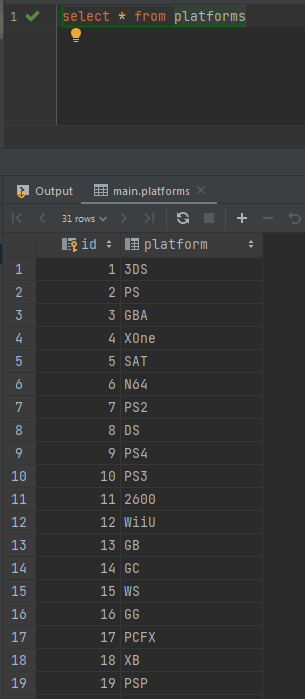 1 select * from platforms
Output main.platforms
31 rows
id platform
1 1 3DS
2 2 PS
3 3 GBA
4 4 XOne
5 5 SAT
6 6 N64
7 7 PS2
8 8 DS
9 9 PS4
10 10 PS3
11 11 2600
12 12 WiiU
13 13 GB
14 14 GC
15 15 WS
16 16 GG
17 17 PCFX
18 18 XB
19 19 PSP